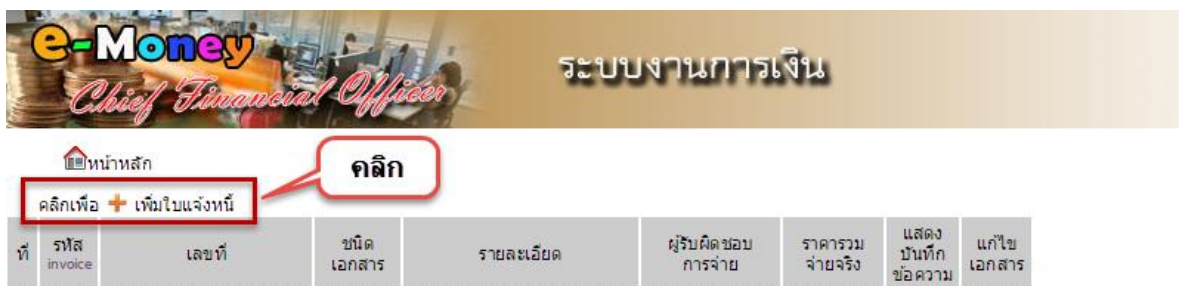 e-Money
Chief Financial Officer
ระบบงานการเงิน
หน้าหลัก
คลิก
คลิกเพื่อ เพิ่มใบแจ้งหนี้
ที่ รหัส invoice เลขที่ ชนิด เอกสาร รายละเอียด ผู้รับผิดชอบ การจ่าย ราคารวม จ่ายจริง แสดง บันทึก ข้อความ แก้ไข เอกสาร